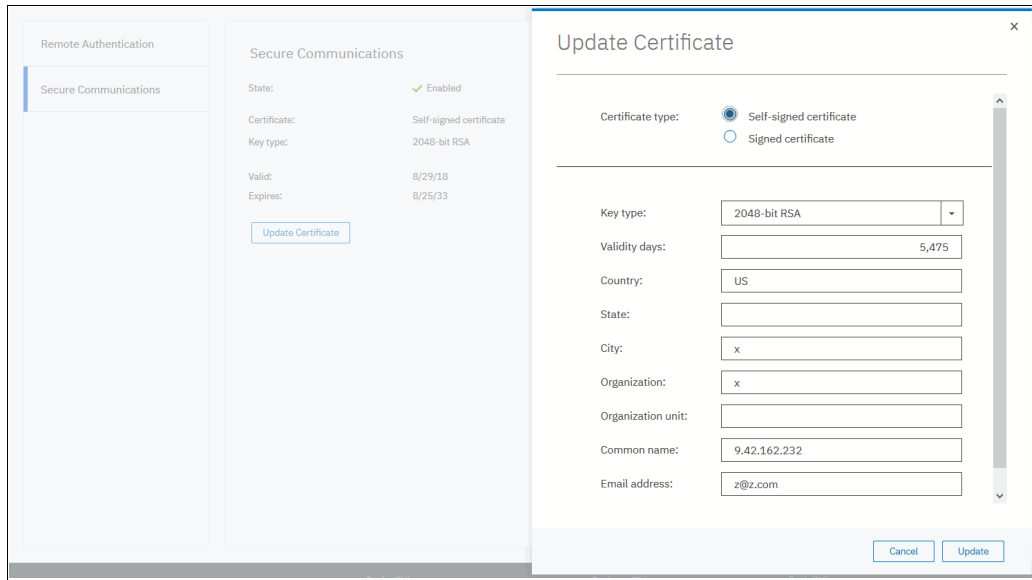 Remote Authentication
Secure Communications
Secure Communications
State: Enabled
Certificate: Self-signed certificate
Key type: 2048-bit RSA
Valid: 8/29/18
Expires: 8/25/33
Update Certificate
Update Certificate
Certificate type: Self-signed certificate
Signed certificate
Key type: 2048-bit RSA
Validity days: 5,475
Country: US
State:
City: x
Organization: x
Organization unit:
Common name: 9.42.162.232
Email address: z@z.com
Cancel Update